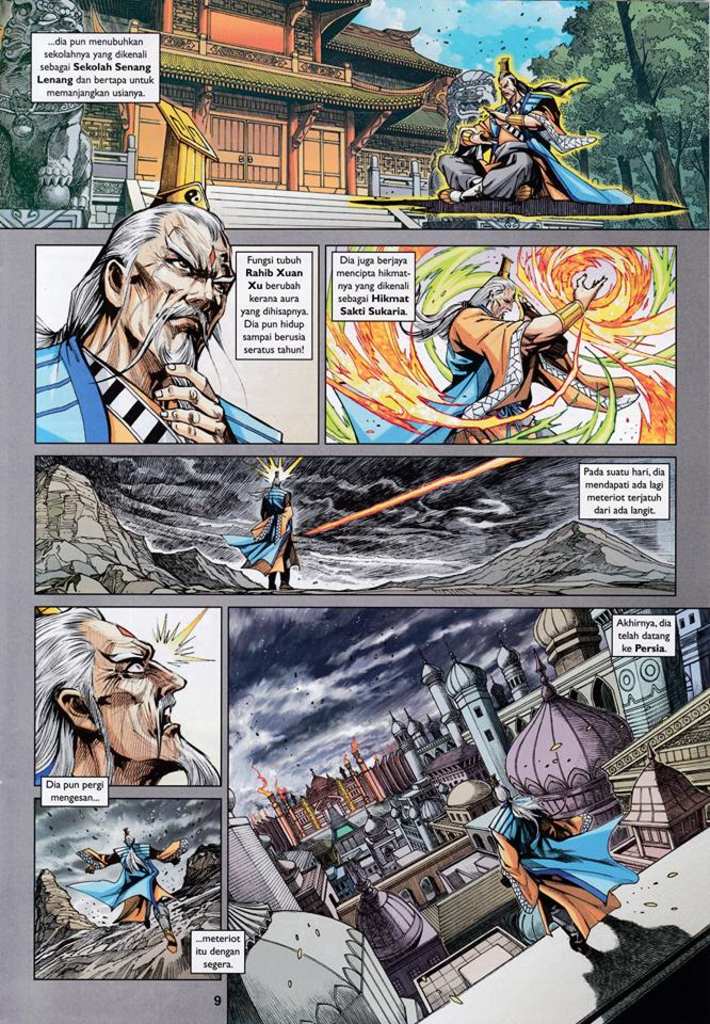 ...dia pun menubuhkan
sekolahnya yang dikenali
sebagai Sekolah Senang
Lenang dan bertapa untuk
memanjangkan usianya.
Fungsi tubuh
Rahib Xuan
Xu berubah
kerana aura
yang dihisapnya.
Dia pun hidup
sampai berusia
seratus tahun!
Dia juga berjaya
mencipta hikmat-
nya yang dikenali
sebagai Hikmat
Sakti Sukaria.
Pada suatu hari, dia
mendapati ada lagi
meteriot terjatuh
dari ada langit.
Dia pun pergi
mengesan...
...meteriot
itu dengan
segera.
Akhirnya, dia
telah datang
ke Persia.
9